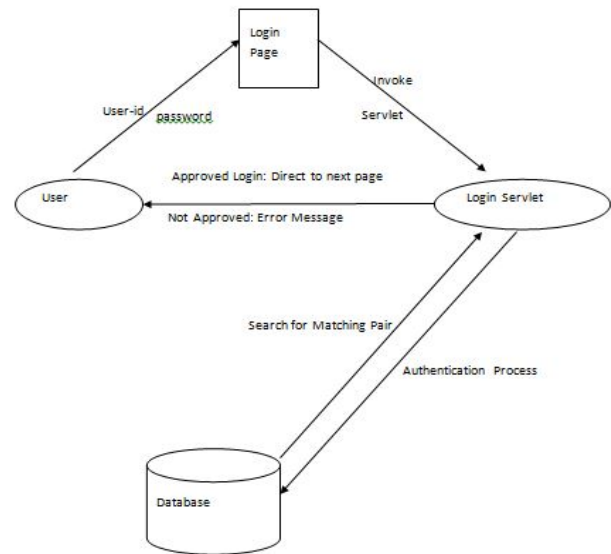 Login
Page
Invoke
User-id password
Servlet
Approved Login: Direct to next page
User
Login Servlet
Not Approved: Error Message
Search for Matching Pair
Authentication Process
Database